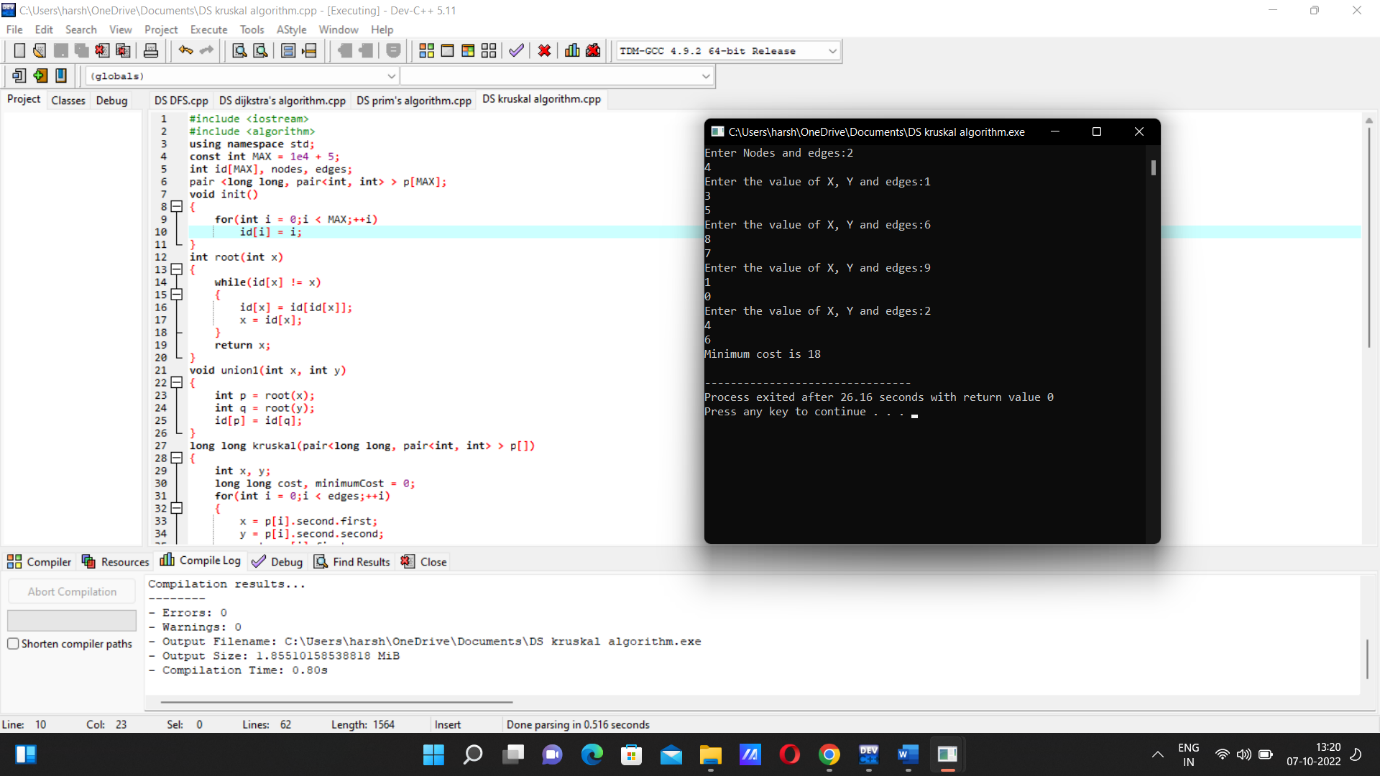 C:\Users\harsh\OneDrive\Documents\DS kruskal algorithm.cpp - [Executing] - Dev-C++ 5.11
File Edit Search View Project Execute Tools AStyle Window Help
TDM-GCC 4.9.2 64-bit Release
(globals)
Project Classes Debug
DS DFS.cpp DS dijkstra's algorithm.cpp DS prim's algorithm.cpp DS kruskal algorithm.cpp
1 #include <iostream>
2 #include <algorithm>
3 using namespace std;
4 const int MAX = 1e4 + 5;
5 int id[MAX], nodes, edges;
6 pair <long long, pair<int, int> > p[MAX];
7 void init()
8 {
9 for(int i = 0;i < MAX;++i)
10 id[i] = i;
11 }
12 int root(int x)
13 {
14 while(id[x] != x)
15 {
16 id[x] = id[id[x]];
17 x = id[x];
18 }
19 return x;
20 }
21 void union1(int x, int y)
22 {
23 int p = root(x);
24 int q = root(y);
25 id[p] = id[q];
26 }
27 long long kruskal(pair<long long, pair<int, int> > p[])
28 {
29 int x, y;
30 long long cost, minimumCost = 0;
31 for(int i = 0;i < edges;++i)
32 {
33 x = p[i].second.first;
34 y = p[i].second.second;
C:\Users\harsh\OneDrive\Documents\DS kruskal algorithm.exe
Enter Nodes and edges:2
4
Enter the value of X, Y and edges:1
3
5
Enter the value of X, Y and edges:6
8
7
Enter the value of X, Y and edges:9
1
0
Enter the value of X, Y and edges:2
4
6
Minimum cost is 18
--------------------------------
Process exited after 26.16 seconds with return value 0
Press any key to continue . . .
Compiler Resources Compile Log Debug Find Results Close
Abort Compilation
Shorten compiler paths
Compilation results...
--------
- Errors: 0
- Warnings: 0
- Output Filename: C:\Users\harsh\OneDrive\Documents\DS kruskal algorithm.exe
- Output Size: 1.85510158538818 MiB
- Compilation Time: 0.80s
Line: 10 Col: 23 Sel: 0 Lines: 62 Length: 1564 Insert Done parsing in 0.516 seconds
DEV
W
ENG
IN
13:20
07-10-2022